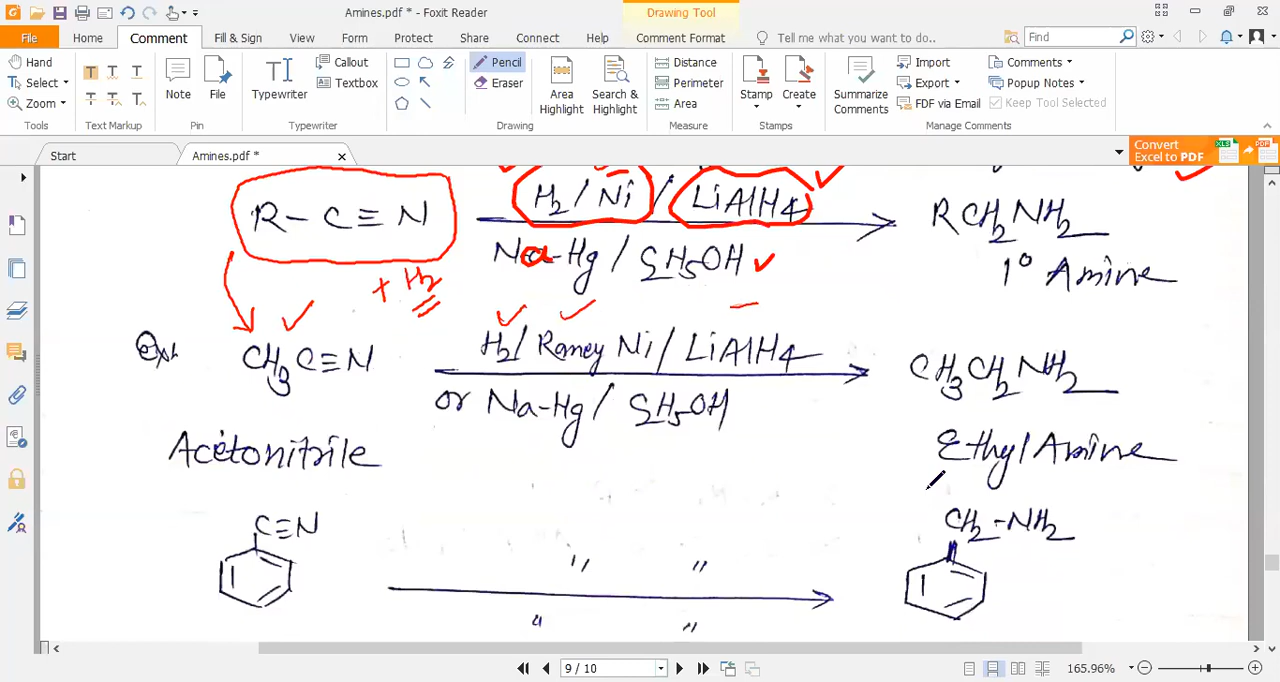 Amines.pdf * - Foxit Reader
Drawing Tool
File Home Comment Fill & Sign View Form Protect Share Connect Help Comment Format Tell me what you want to do.. Find
Hand
Select
Zoom
Tools
Text Markup
Note
File
Pin
Typewriter
Callout
Textbox
Typewriter
Pencil
Eraser
Drawing
Area Highlight
Search & Highlight
Distance
Perimeter
Area
Measure
Stamp
Create
Stamps
Summarize Comments
Import
Export
FDF via Email
Comments
Popup Notes
Keep Tool Selected
Manage Comments
Start
Amines.pdf *
Convert Excel to PDF
R-C≡N H2/Ni/LiAlH4 RCH2NH2
Na-Hg/C2H5OH 1° Amine
+ H2
Ex:- CH3C≡N H2/Raney Ni/LiAlH4 CH3CH2NH2
or Na-Hg/C2H5OH
Acetonitrile Ethyl Amine
C≡N CH2-NH2
" "
" "
9 / 10
165.96%